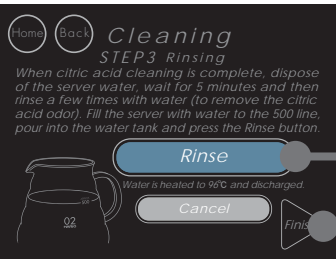 Home Back Cleaning
STEP3 Rinsing
When citric acid cleaning is complete, dispose
of the server water, wait for 5 minutes and then
rinse a few times with water (to remove the citric
acid odor). Fill the server with water to the 500 line,
pour into the water tank and press the Rinse button.
Rinse
Water is heated to 96℃ and discharged.
Cancel
500
02
Finis